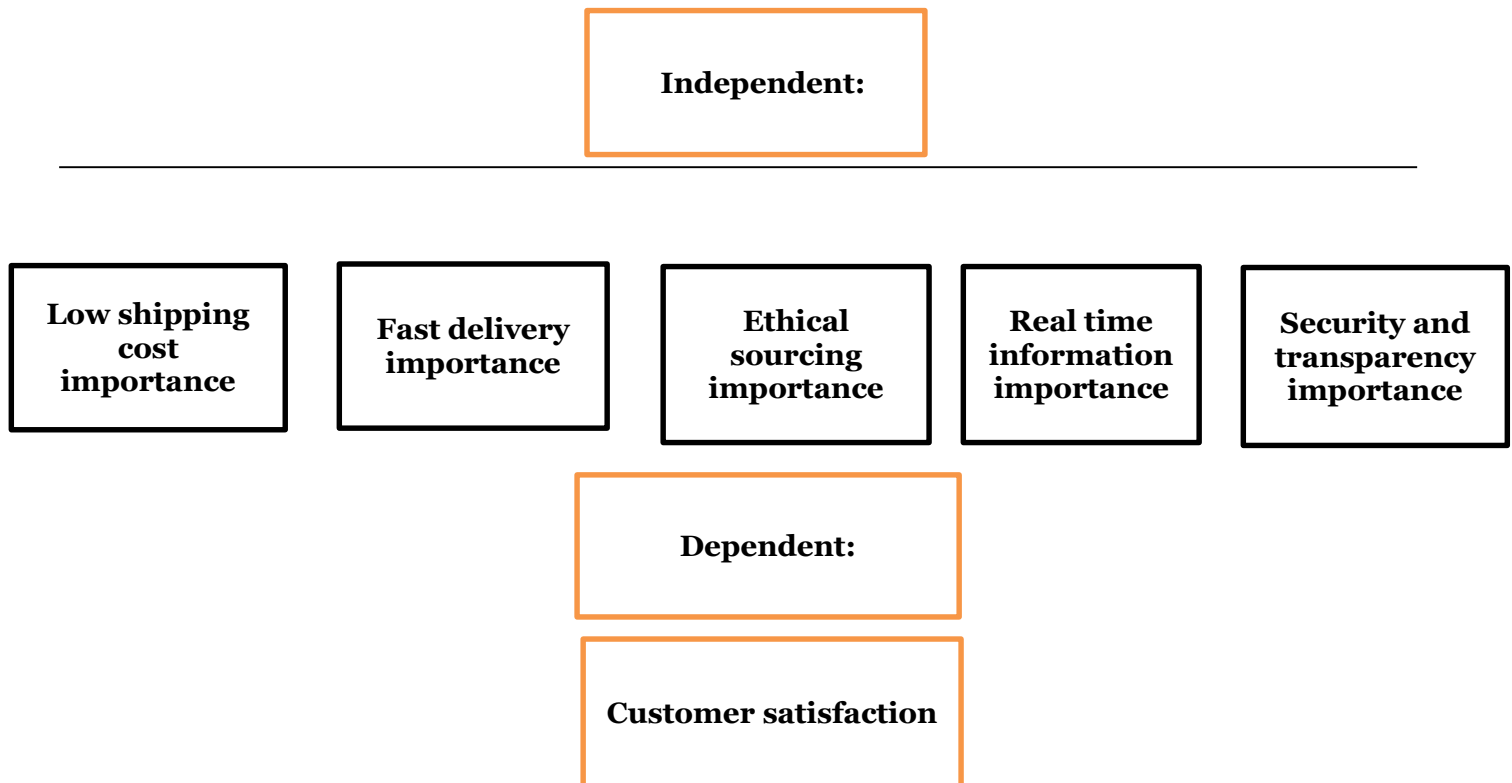 Independent:
Low shipping
cost
importance
Fast delivery
importance
Ethical
sourcing
importance
Real time
information
importance
Security and
transparency
importance
Dependent:
Customer satisfaction